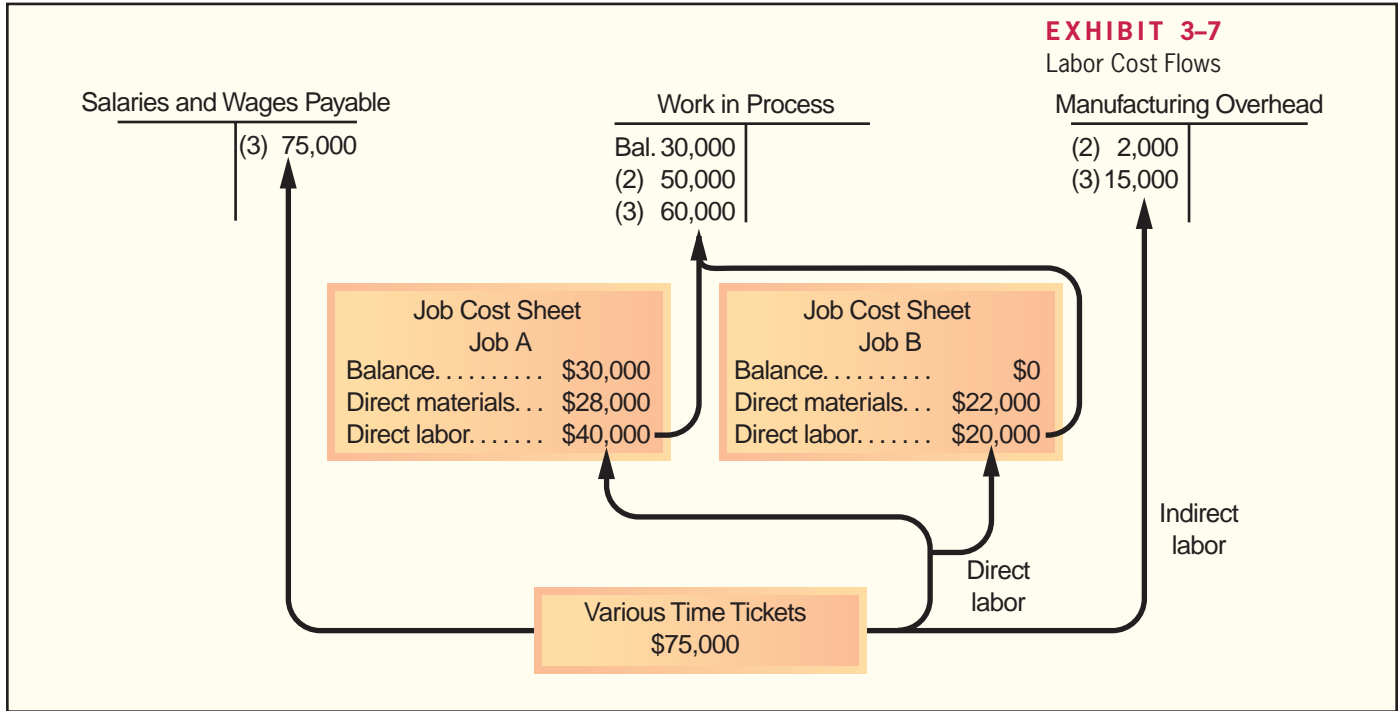 EXHIBIT 3–7
Labor Cost Flows
Salaries and Wages Payable
(3) 75,000
Work in Process
Bal. 30,000
(2) 50,000
(3) 60,000
Manufacturing Overhead
(2) 2,000
(3) 15,000
Job Cost Sheet
Job A
Balance.......... $30,000
Direct materials... $28,000
Direct labor....... $40,000
Job Cost Sheet
Job B
Balance.......... $0
Direct materials... $22,000
Direct labor....... $20,000
Indirect
labor
Direct
labor
Various Time Tickets
$75,000